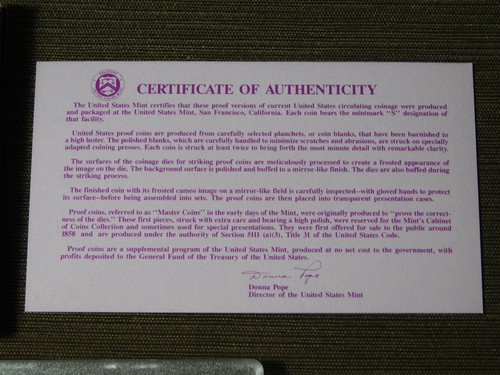 CERTIFICATE OF AUTHENTICITY
The United States Mint certifies that these proof versions of current United States circulating coinage were produced
and packaged at the United States Mint, San Francisco, California. Each coin bears the mintmark "S" designation of
that facility.
United States proof coins are produced from carefully selected planchets, or coin blanks, that have been burnished to
a high luster. The polished blanks, which are carefully handled to minimize scratches and abrasions, are struck on specially
adapted coining presses. Each coin is struck at least twice to bring forth the most minute detail with remarkable clarity.
The surfaces of the coinage dies for striking proof coins are meticulously processed to create a frosted appearance of
the image on the die. The background surface is polished and buffed to a mirror-like finish. The dies are also buffed during
the striking process.
The finished coin with its frosted cameo image on a mirror-like field is carefully inspected--with gloved hands to protect
its surface--before being assembled into sets. The proof coins are then placed into transparent presentation cases.
Proof coins, referred to as "Master Coins" in the early days of the Mint, were originally produced to "prove the correct-
ness of the dies." These first pieces, struck with extra care and bearing a high polish, were reserved for the Mint's Cabinet
of Coins Collection and sometimes used for special presentations. They were first offered for sale to the public around
1858 and are produced under the authority of Section 5111 (a)(3), Title 31 of the United States Code.
Proof coins are a supplemental program of the United States Mint, produced at no net cost to the government, with
profits deposited to the General Fund of the Treasury of the United States.
Donna Pope
Donna Pope
Director of the United States Mint